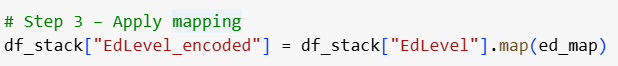 # Step 3 – Apply mapping
df_stack["EdLevel_encoded"] = df_stack["EdLevel"].map(ed_map)